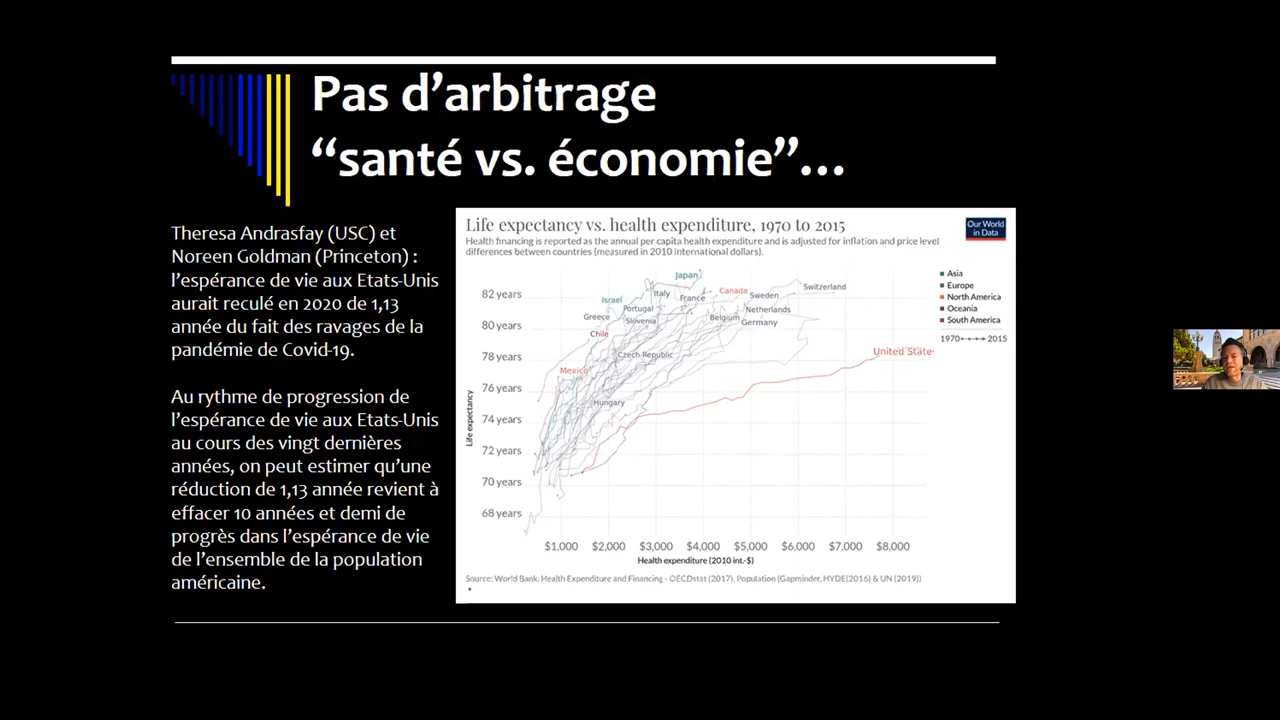 Pas d’arbitrage
“santé vs. économie”…
Theresa Andrasfay (USC) et
Noreen Goldman (Princeton) :
l’espérance de vie aux Etats-Unis
aurait reculé en 2020 de 1,13
année du fait des ravages de la
pandémie de Covid-19.
Au rythme de progression de
l’espérance de vie aux Etats-Unis
au cours des vingt dernières
années, on peut estimer qu’une
réduction de 1,13 année revient à
effacer 10 années et demi de
progrès dans l’espérance de vie
de l’ensemble de la population
américaine.
Life expectancy vs. health expenditure, 1970 to 2015
Health financing is reported as the annual per capita health expenditure and is adjusted for inflation and price level
differences between countries (measured in 2010 international dollars).
Our World
in Data
Asia
Europe
North America
Oceania
South America
1970 2015
Life expectancy
82 years
80 years
78 years
76 years
74 years
72 years
70 years
68 years
Japan
Switzerland
Italy
Canada
Sweden
Israel
France
Portugal
Netherlands
Greece
Slovenia
Belgium
Germany
Chile
Czech Republic
United States
Mexico
Hungary
$1,000 $2,000 $3,000 $4,000 $5,000 $6,000 $7,000 $8,000
Health expenditure (2010 int.-$)
Source: World Bank, Health Expenditure and Financing - OECDstat (2017), Population (Gapminder, HYDE(2016) & UN (2019))